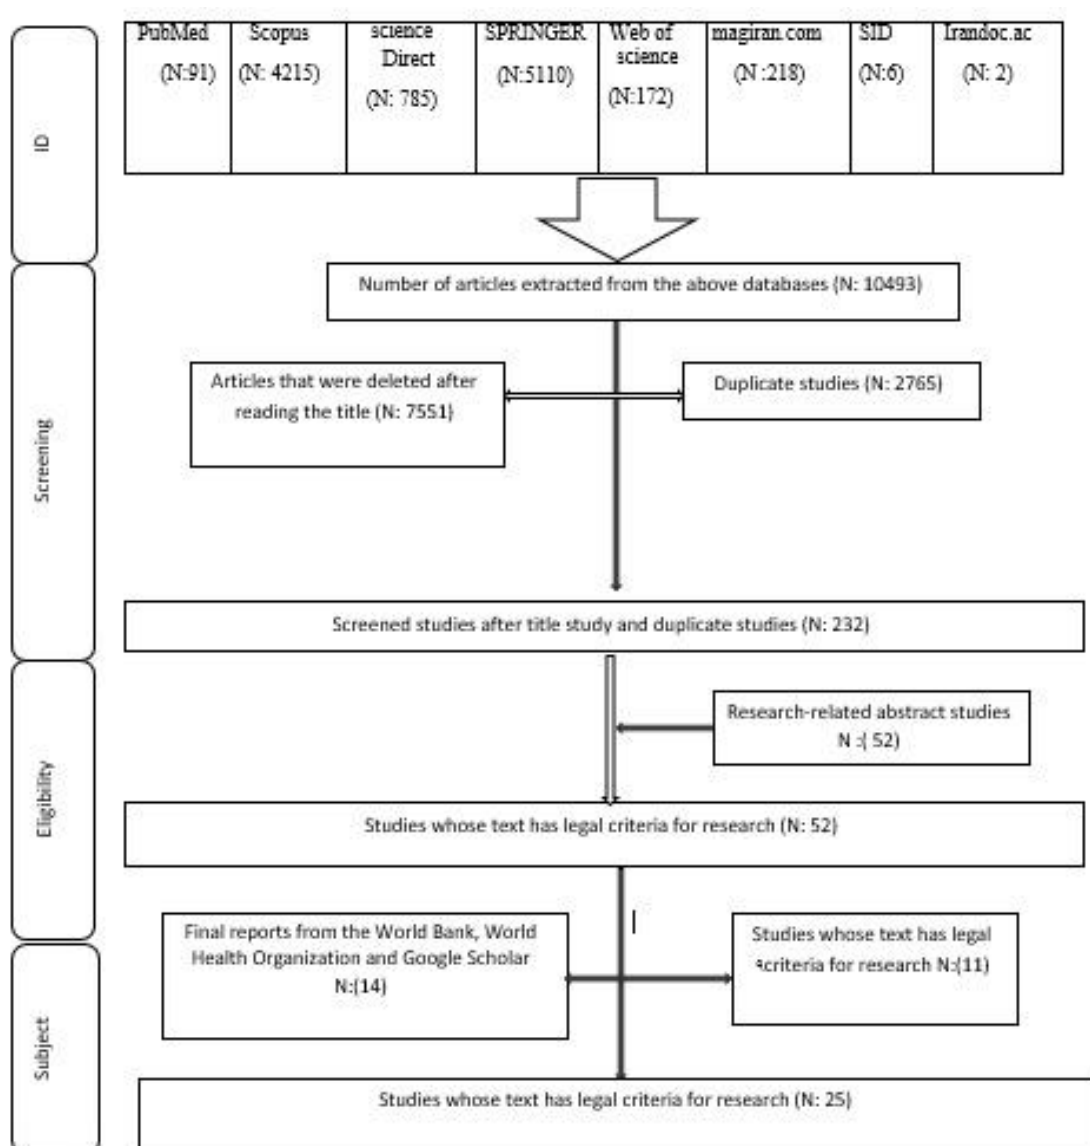 PubMed
(N:91)
Scopus
(N: 4215)
science
Direct
(N: 785)
SPRINGER
(N:5110)
Web of
science
(N:172)
magiran.com
(N :218)
SID
(N:6)
Irandoc.ac
(N: 2)
ID
Number of articles extracted from the above databases (N: 10493)
Screening
Articles that were deleted after
reading the title (N: 7551)
Duplicate studies (N: 2765)
Screened studies after title study and duplicate studies (N: 232)
Eligibility
Research-related abstract studies
N :( 52)
Studies whose text has legal criteria for research (N: 52)
Final reports from the World Bank, World
Health Organization and Google Scholar
N:(14)
Studies whose text has legal
criteria for research N:(11)
Subject
Studies whose text has legal criteria for research (N: 25)